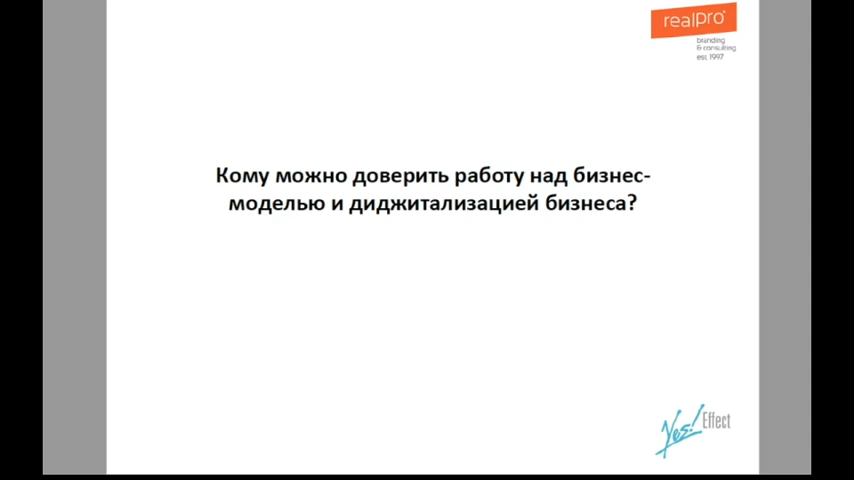 realpro
branding
& consulting
est. 1997
Кому можно доверить работу над бизнес-
моделью и диджитализацией бизнеса?
Yes! Effect